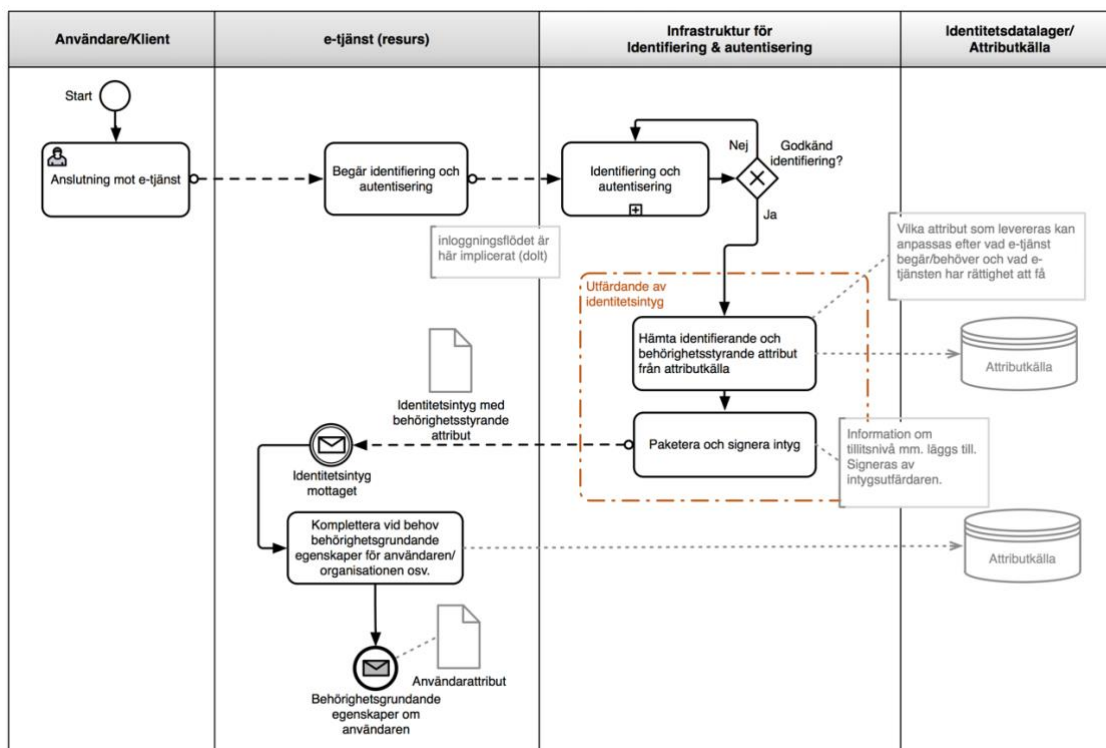 Användare/Klient
e-tjänst (resurs)
Infrastruktur för
Identifiering & autentisering
Identitetsdatalager/
Attributkälla
Start
Anslutning mot e-tjänst
Begär identifiering och
autentisering
Identifiering och
autentisering
Nej
Godkänd
identifiering?
Ja
inloggningsflödet är
här implicerat (dolt)
Vilka attribut som levereras kan
anpassas efter vad e-tjänst
begär/behöver och vad e-
tjänsten har rättighet att få
Utfärdande av
identitetsintyg
Hämta identifierande och
behörighetsstyrande attribut
från attributkälla
Attributkälla
Identitetsintyg med
behörighetsstyrande
attribut
Paketera och signera intyg
Information om
tillitsnivå mm. läggs till.
Signeras av
intygsutfärdaren.
Identitetsintyg
mottaget
Komplettera vid behov
behörighetsgrundande
egenskaper för användaren/
organisationen osv.
Attributkälla
Användarattribut
Behörighetsgrundande
egenskaper om
användaren